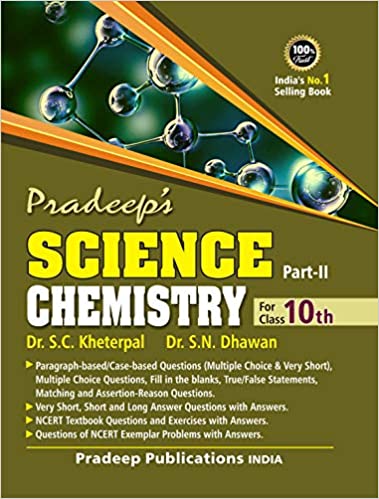 100%
Trust
India's No.1
Selling Book
Pradeep's
SCIENCE Part-II
CHEMISTRY For Class 10th
Dr. S.C. Kheterpal Dr. S.N. Dhawan
Paragraph-based/Case-based Questions (Multiple Choice & Very Short),
Multiple Choice Questions, Fill in the blanks, True/False Statements,
Matching and Assertion-Reason Questions.
Very Short, Short and Long Answer Questions with Answers.
NCERT Textbook Questions and Exercises with Answers.
Questions of NCERT Exemplar Problems with Answers.
Pradeep Publications INDIA